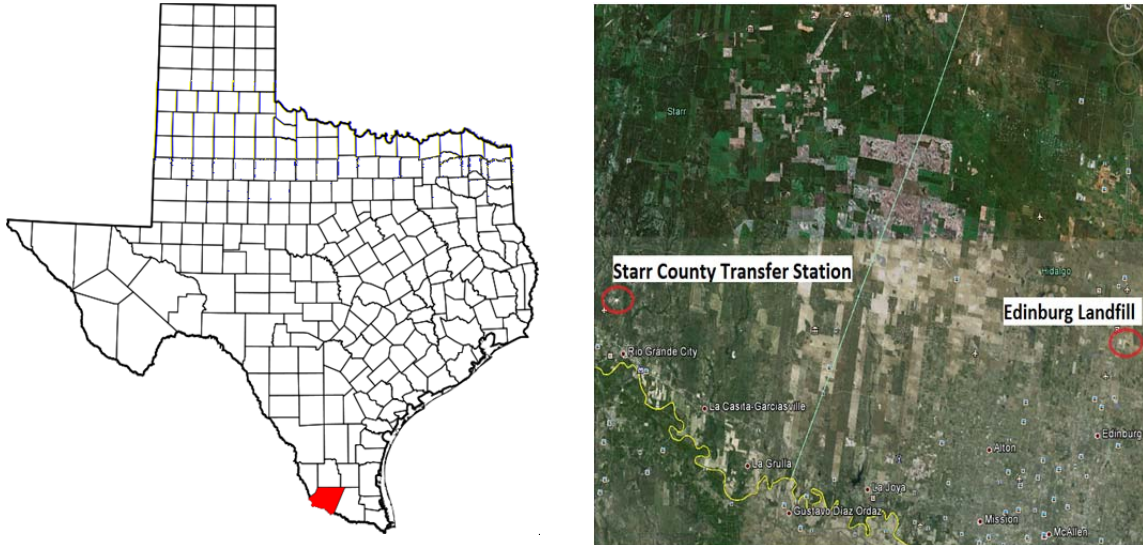 Starr
Starr County Transfer Station
Hidalgo
Edinburg Landfill
Rio Grande City
La Casita-Garciasville
Edinburg
Alton
La Grulla
La Joya
Gustavo Diaz Ordaz
Mission
McAllen